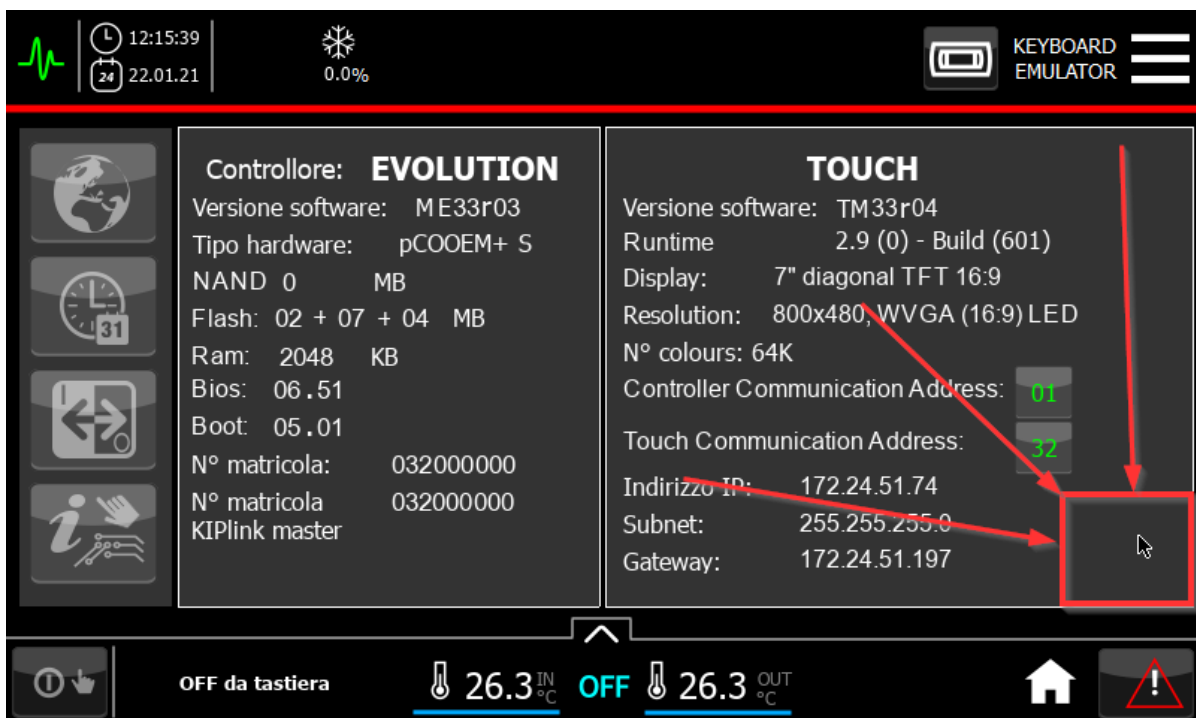 12:15:39
24 22.01.21
0.0%
KEYBOARD
EMULATOR
31
I
O
i
Controllore: EVOLUTION
Versione software: ME33r03
Tipo hardware: pCOOEM+ S
NAND 0 MB
Flash: 02 + 07 + 04 MB
Ram: 2048 KB
Bios: 06.51
Boot: 05.01
N° matricola: 032000000
N° matricola 032000000
KIPlink master
TOUCH
Versione software: TM33r04
Runtime 2.9 (0) - Build (601)
Display: 7" diagonal TFT 16:9
Resolution: 800x480, WVGA (16:9) LED
N° colours: 64K
Controller Communication Address: 01
Touch Communication Address: 32
Indirizzo IP: 172.24.51.74
Subnet: 255.255.255.0
Gateway: 172.24.51.197
OFF da tastiera
26.3 IN °C OFF 26.3 OUT °C
!